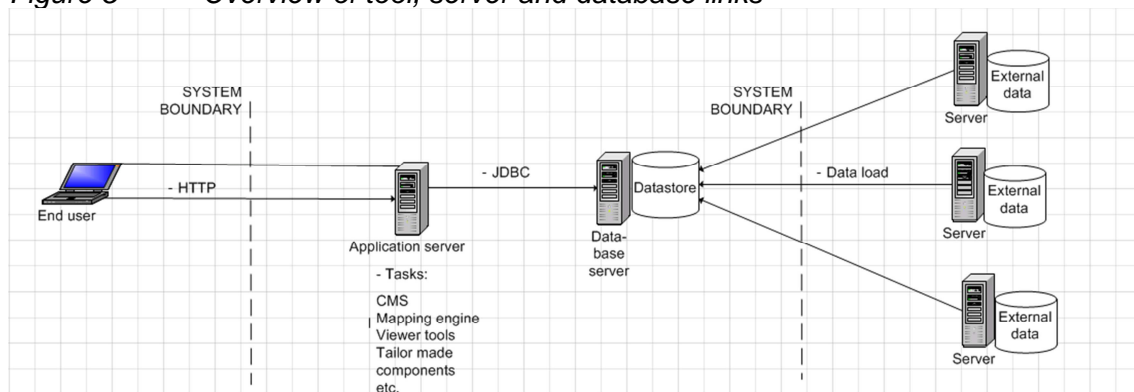 Figure 3 Overview of tool, server and database links
SYSTEM
BOUNDARY
- HTTP
End user
Application server
- Tasks:
CMS
Mapping engine
Viewer tools
Tailor made
components
etc.
- JDBC
Data-
base
server
Datastore
SYSTEM
BOUNDARY
- Data load
External
data
Server
External
data
Server
External
data
Server